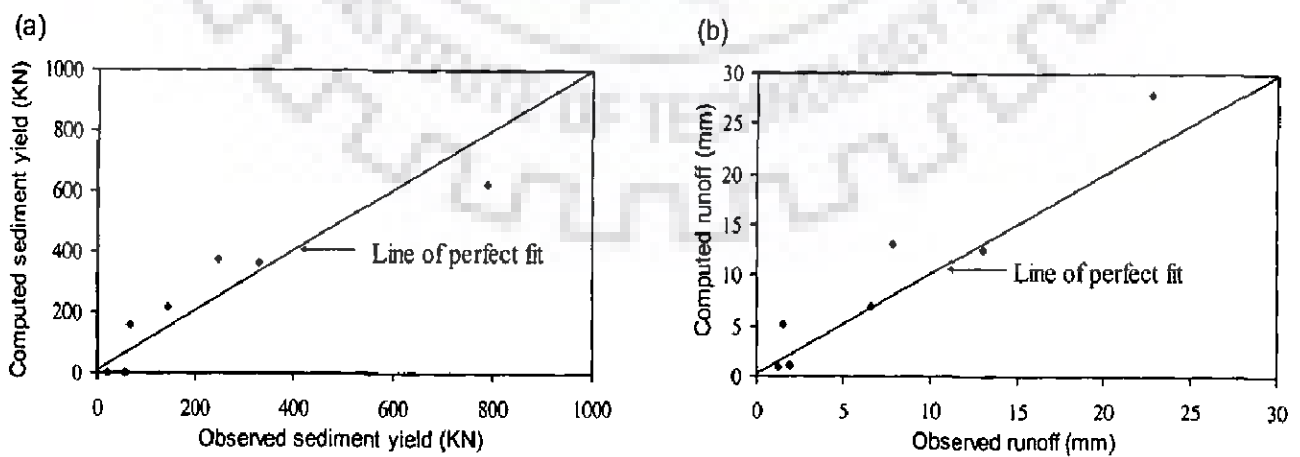 (a)
Computed sediment yield (KN)
1000
800
600
400
200
0
Line of perfect fit
0 200 400 600 800 1000
Observed sediment yield (KN)
(b)
Computed runoff (mm)
30
25
20
15
10
5
0
Line of perfect fit
0 5 10 15 20 25 30
Observed runoff (mm)